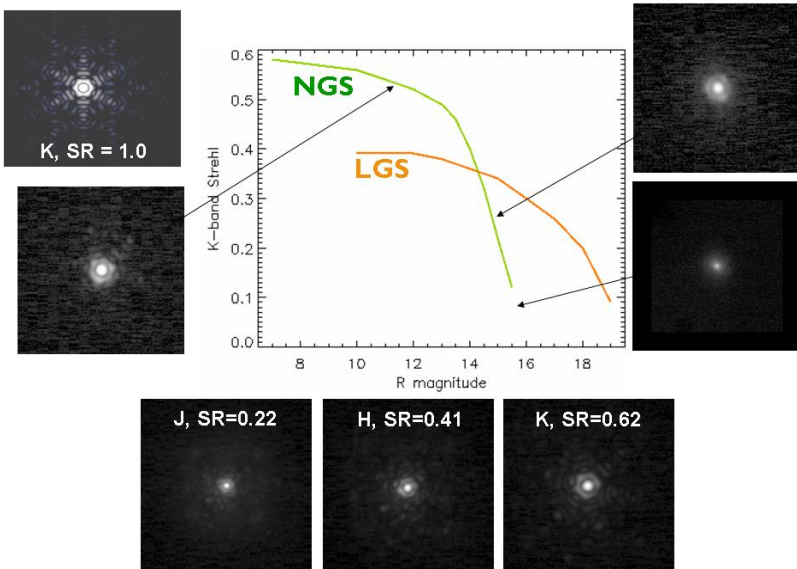 K, SR = 1.0
NGS
LGS
K-band Strehl
0.6
0.5
0.4
0.3
0.2
0.1
0.0
8 10 12 14 16 18
R magnitude
J, SR=0.22
H, SR=0.41
K, SR=0.62